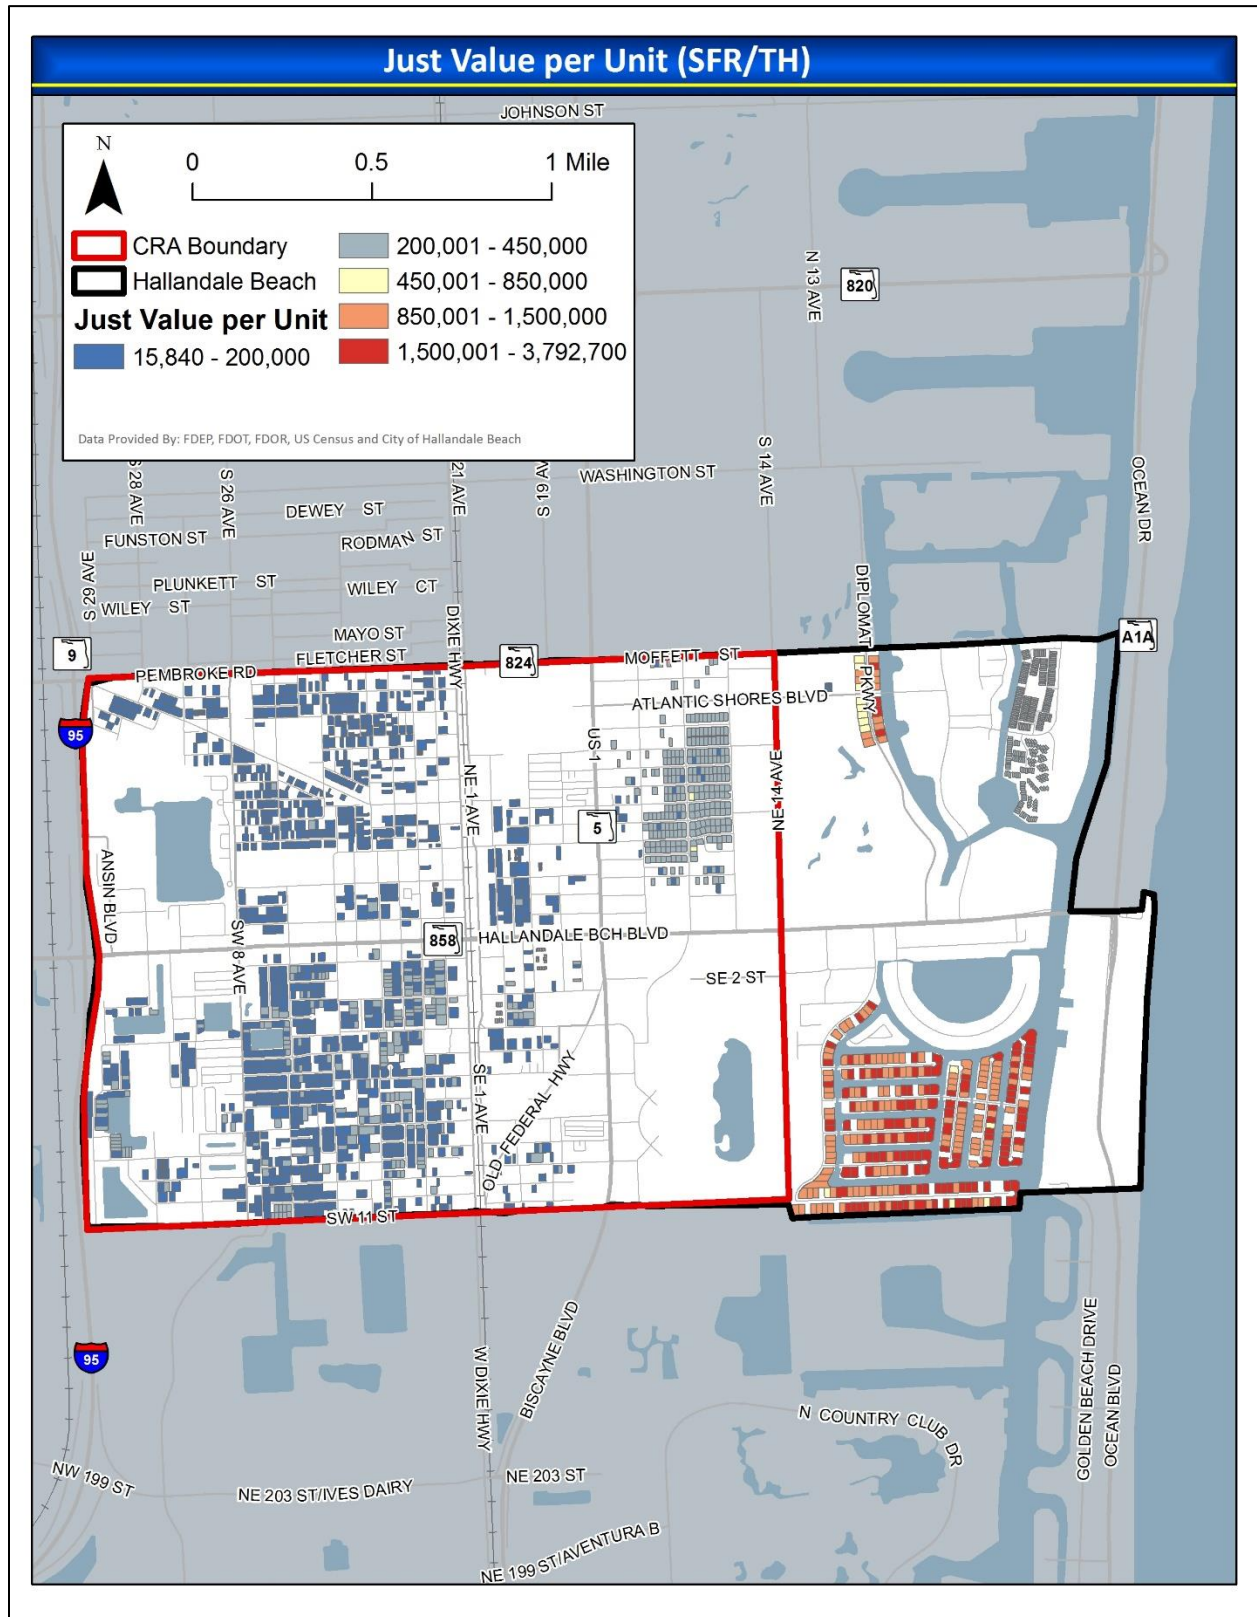 Just Value per Unit (SFR/TH)
JOHNSON ST
N
0 0.5 1 Mile
CRA Boundary
Hallandale Beach
Just Value per Unit
15,840 - 200,000
200,001 - 450,000
450,001 - 850,000
850,001 - 1,500,000
1,500,001 - 3,792,700
Data Provided By: FDEP, FDOT, FDOR, US Census and City of Hallandale Beach
N 13 AVE
820
S 28 AVE
S 26 AVE
21 AVE
S 19 AV
WASHINGTON ST
S 14 AVE
OCEAN DR
DEWEY ST
FUNSTON ST
RODMAN ST
S 29 AVE
PLUNKETT ST
WILEY CT
WILEY ST
DIPLOMAT PKWY
MAYO ST
DIXIE HWY
9
FLETCHER ST
824
MOFFETT ST
A1A
PEMBROKE RD
ATLANTIC SHORES BLVD
95
US 1
NE 1 AVE
NE 14 AVE
5
ANSIN BLVD
SW 8 AVE
858
HALLANDALE BCH BLVD
SE 2 ST
SE 1 AVE
OLD FEDERAL HWY
SW 11 ST
95
W DIXIE HWY
BISCAYNE BLVD
GOLDEN BEACH DRIVE
OCEAN BLVD
N COUNTRY CLUB DR
NW 199 ST
NE 203 ST/IVES DAIRY
NE 203 ST
NE 199 ST/AVENTURA B